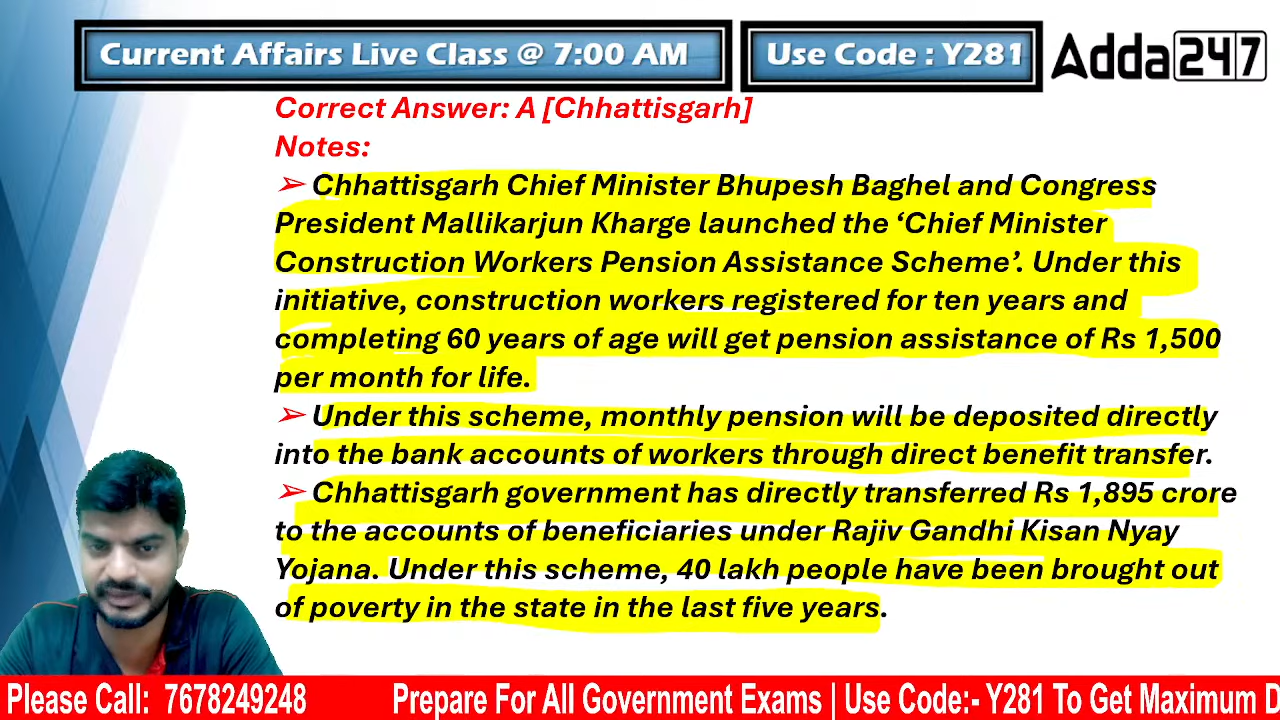 Current Affairs Live Class @ 7:00 AM
Use Code : Y281
Adda247
Correct Answer: A [Chhattisgarh]
Notes:
➢ Chhattisgarh Chief Minister Bhupesh Baghel and Congress
President Mallikarjun Kharge launched the ‘Chief Minister
Construction Workers Pension Assistance Scheme’. Under this
initiative, construction workers registered for ten years and
completing 60 years of age will get pension assistance of Rs 1,500
per month for life.
➢ Under this scheme, monthly pension will be deposited directly
into the bank accounts of workers through direct benefit transfer.
➢ Chhattisgarh government has directly transferred Rs 1,895 crore
to the accounts of beneficiaries under Rajiv Gandhi Kisan Nyay
Yojana. Under this scheme, 40 lakh people have been brought out
of poverty in the state in the last five years.
Please Call: 7678249248 Prepare For All Government Exams | Use Code:- Y281 To Get Maximum D